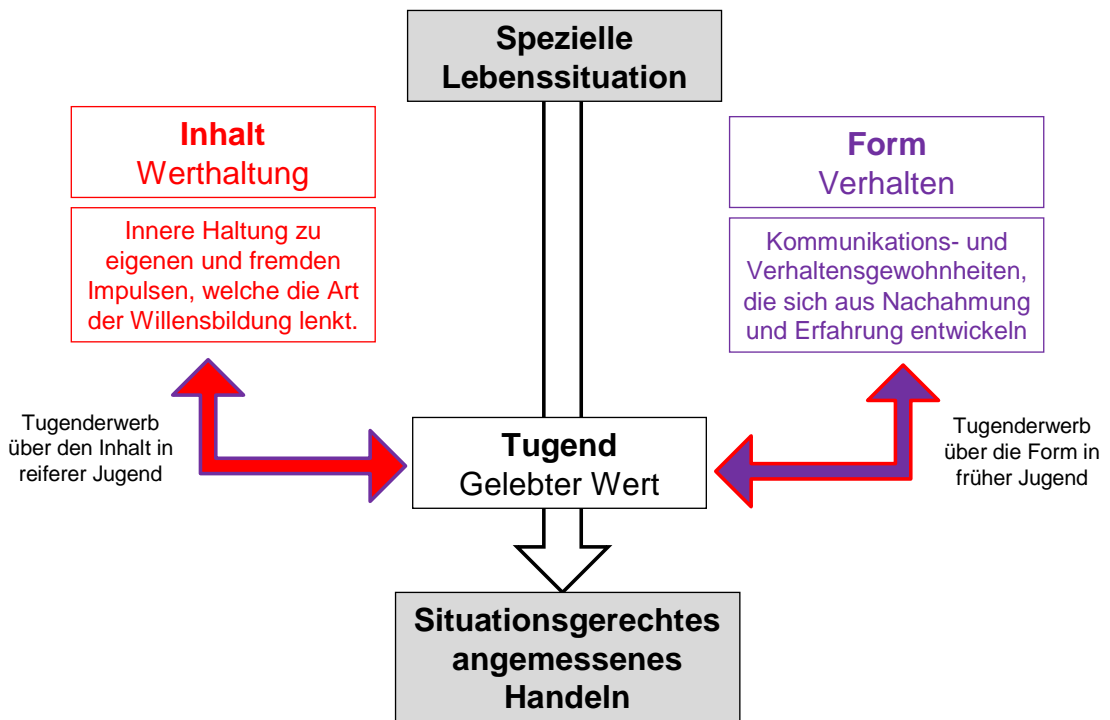 Spezielle
Lebenssituation
Inhalt
Werthaltung
Innere Haltung zu
eigenen und fremden
Impulsen, welche die Art
der Willensbildung lenkt.
Form
Verhalten
Kommunikations- und
Verhaltensgewohnheiten,
die sich aus Nachahmung
und Erfahrung entwickeln
Tugenderwerb
über den Inhalt in
reiferer Jugend
Tugend
Gelebter Wert
Tugenderwerb
über die Form in
früher Jugend
Situationsgerechtes
angemessenes
Handeln